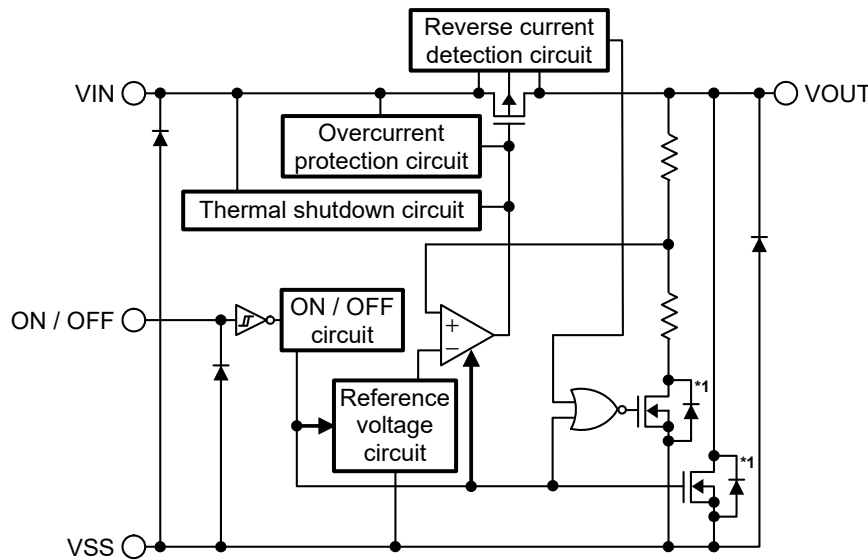 Reverse current
detection circuit
VIN
VOUT
Overcurrent
protection circuit
Thermal shutdown circuit
ON / OFF
ON / OFF
circuit
+
−
Reference
voltage
circuit
*1
*1
VSS